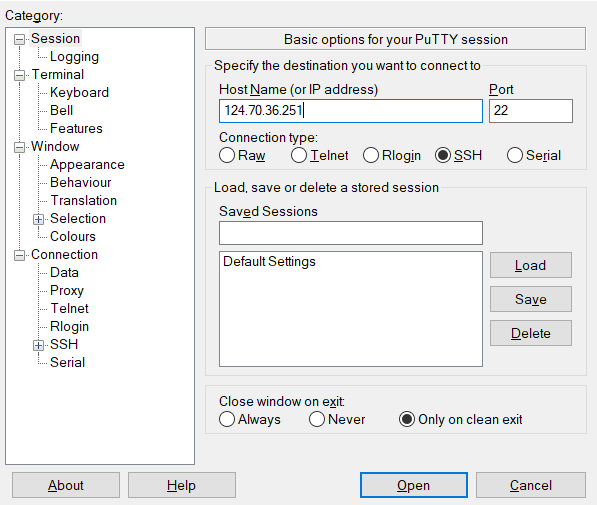 Category:
Session
Logging
Terminal
Keyboard
Bell
Features
Window
Appearance
Behaviour
Translation
Selection
Colours
Connection
Data
Proxy
Telnet
Rlogin
SSH
Serial
Basic options for your PuTTY session
Specify the destination you want to connect to
Host Name (or IP address) Port
124.70.36.251 22
Connection type:
Raw Telnet Rlogin SSH Serial
Load, save or delete a stored session
Saved Sessions
Default Settings
Load
Save
Delete
Close window on exit:
Always Never Only on clean exit
About Help Open Cancel